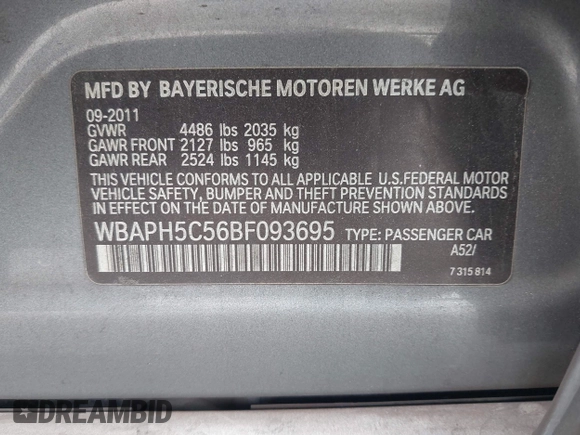 MFD BY BAYERISCHE MOTOREN WERKE AG
09-2011
GVWR 4486 lbs 2035 kg
GAWR FRONT 2127 lbs 965 kg
GAWR REAR 2524 lbs 1145 kg
THIS VEHICLE CONFORMS TO ALL APPLICABLE U.S.FEDERAL MOTOR
VEHICLE SAFETY, BUMPER AND THEFT PREVENTION STANDARDS
IN EFFECT ON THE DATE OF MANUFACTURE SHOWN ABOVE.
WBAPH5C56BF093695 TYPE: PASSENGER CAR
A52/
7 315 814
DREAMBID